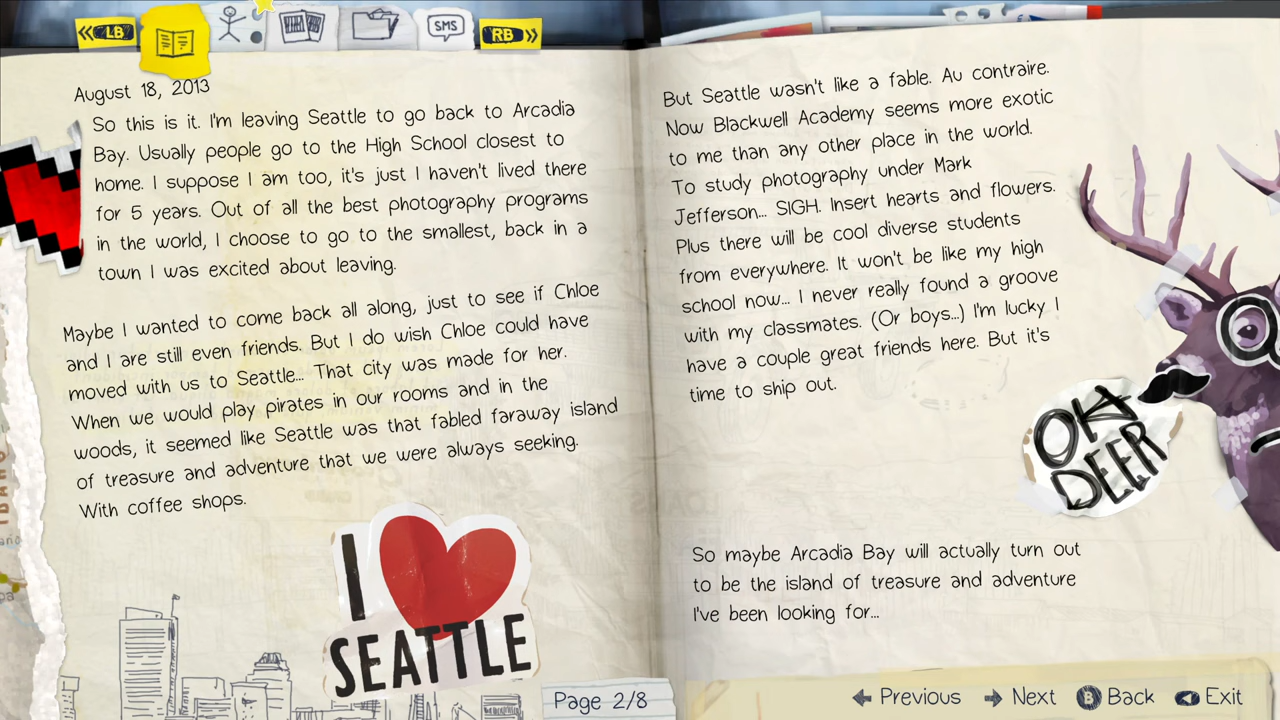 LB
SMS
RB
August 18, 2013
So this is it. I'm leaving Seattle to go back to Arcadia
Bay. Usually people go to the High School closest to
home. I suppose I am too, it's just I haven't lived there
for 5 years. Out of all the best photography programs
in the world, I choose to go to the smallest, back in a
town I was excited about leaving.
Maybe I wanted to come back all along, just to see if Chloe
and I are still even friends. But I do wish Chloe could have
moved with us to Seattle... That city was made for her.
When we would play pirates in our rooms and in the
woods, it seemed like Seattle was that fabled faraway island
of treasure and adventure that we were always seeking.
With coffee shops.
I
SEATTLE
But Seattle wasn't like a fable. Au contraire.
Now Blackwell Academy seems more exotic
to me than any other place in the world.
To study photography under Mark
Jefferson... SIGH. Insert hearts and flowers.
Plus there will be cool diverse students
from everywhere. It won't be like my high
school now... I never really found a groove
with my classmates. (Or boys...) I'm lucky I
have a couple great friends here. But it's
time to ship out.
OH
DEER
So maybe Arcadia Bay will actually turn out
to be the island of treasure and adventure
I've been looking for...
Page 2/8
Previous Next B Back Exit